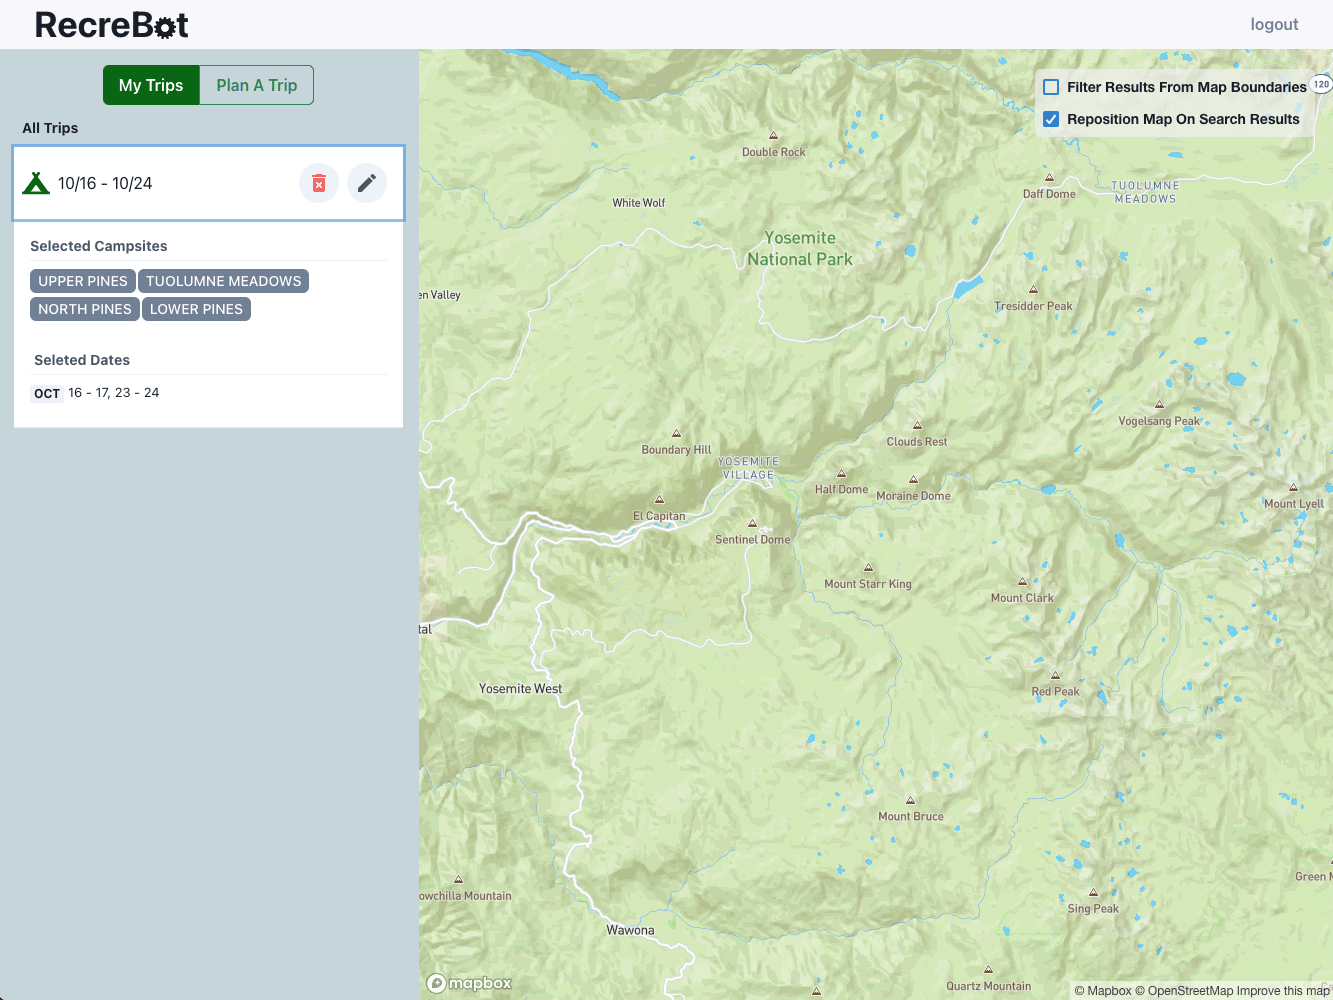 RecreBot
logout
My Trips
Plan A Trip
All Trips
10/16 - 10/24
Selected Campsites
UPPER PINES
TUOLUMNE MEADOWS
NORTH PINES
LOWER PINES
Seleted Dates
OCT 16 - 17, 23 - 24
Filter Results From Map Boundaries
120
Reposition Map On Search Results
Double Rock
Daff Dome
TUOLUMNE
MEADOWS
White Wolf
Yosemite
National Park
en Valley
Tresidder Peak
Vogelsang Peak
Clouds Rest
Boundary Hill
YOSEMITE
VILLAGE
Half Dome
Moraine Dome
Mount Lyell
El Capitan
Sentinel Dome
Mount Starr King
Mount Clark
tal
Yosemite West
Red Peak
Mount Bruce
Green M
owchilla Mountain
Sing Peak
Wawona
Quartz Mountain
mapbox
© Mapbox © OpenStreetMap Improve this map